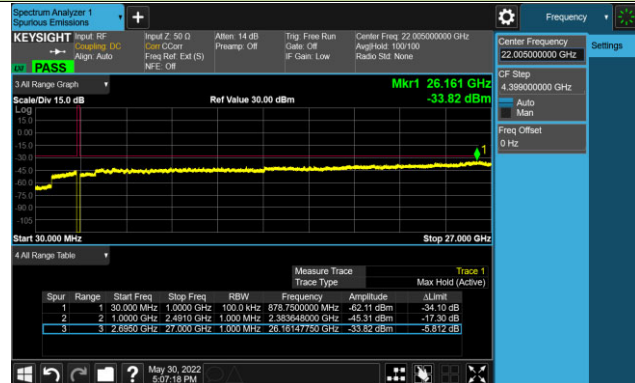 Spectrum Analyzer 1
Spurious Emissions
Frequency
KEYSIGHT Input: RF Input Z: 50 Ω Atten: 14 dB Trig: Free Run Center Freq: 22.005000000 GHz
Coupling: DC Corr CCorr Preamp: Off Gate: Off Avg|Hold: 100/100
Align: Auto Freq Ref: Ext (S) IF Gain: Low Radio Std: None
NFE: Off
PASS
Center Frequency
22.005000000 GHz
Settings
CF Step
4.399000000 GHz
Auto
Man
Freq Offset
0 Hz
3 All Range Graph
Mkr1 26.161 GHz
Scale/Div 15.0 dB Ref Value 30.00 dBm -33.82 dBm
Log
15.0
0.00
-15.0
-30.0
-45.0
-60.0
-75.0
-90.0
-105
1
Start 30.000 MHz Stop 27.000 GHz
4 All Range Table
Measure Trace Trace 1
Trace Type Max Hold (Active)
Spur Range Start Freq Stop Freq RBW Frequency Amplitude ΔLimit
1 1 30.000 MHz 1.0000 GHz 100.0 kHz 878.7500000 MHz -62.11 dBm -34.10 dB
2 2 1.0000 GHz 2.4910 GHz 1.000 MHz 2.383648000 GHz -45.31 dBm -17.30 dB
3 3 2.6950 GHz 27.000 GHz 1.000 MHz 26.16147750 GHz -33.82 dBm -5.812 dB
?
May 30, 2022
5:07:18 PM